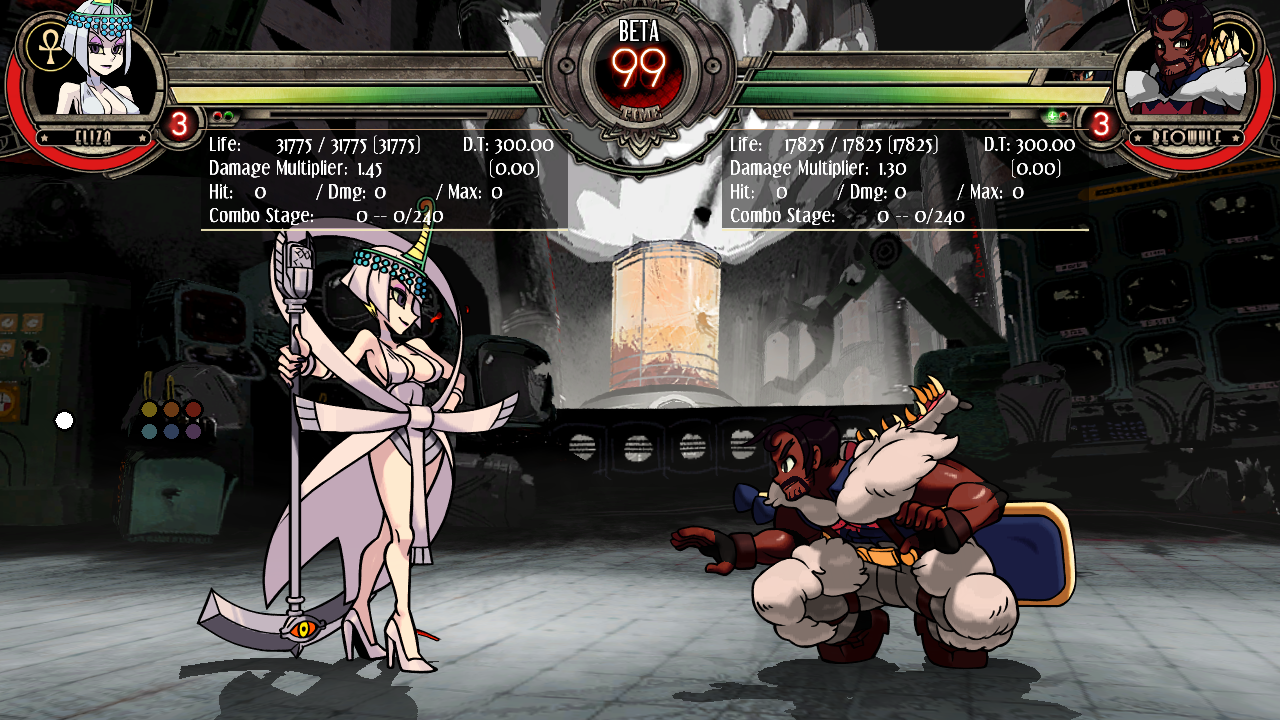 BETA
99
TIME
ELIZA
3
3
BEOWULF
Life: 31775 / 31775 (31775) D.T: 300.00
Damage Multiplier: 1.45 (0.00)
Hit: 0 / Dmg: 0 / Max: 0
Combo Stage: 0 -- 0/240
Life: 17825 / 17825 (17825) D.T: 300.00
Damage Multiplier: 1.30 (0.00)
Hit: 0 / Dmg: 0 / Max: 0
Combo Stage: 0 -- 0/240